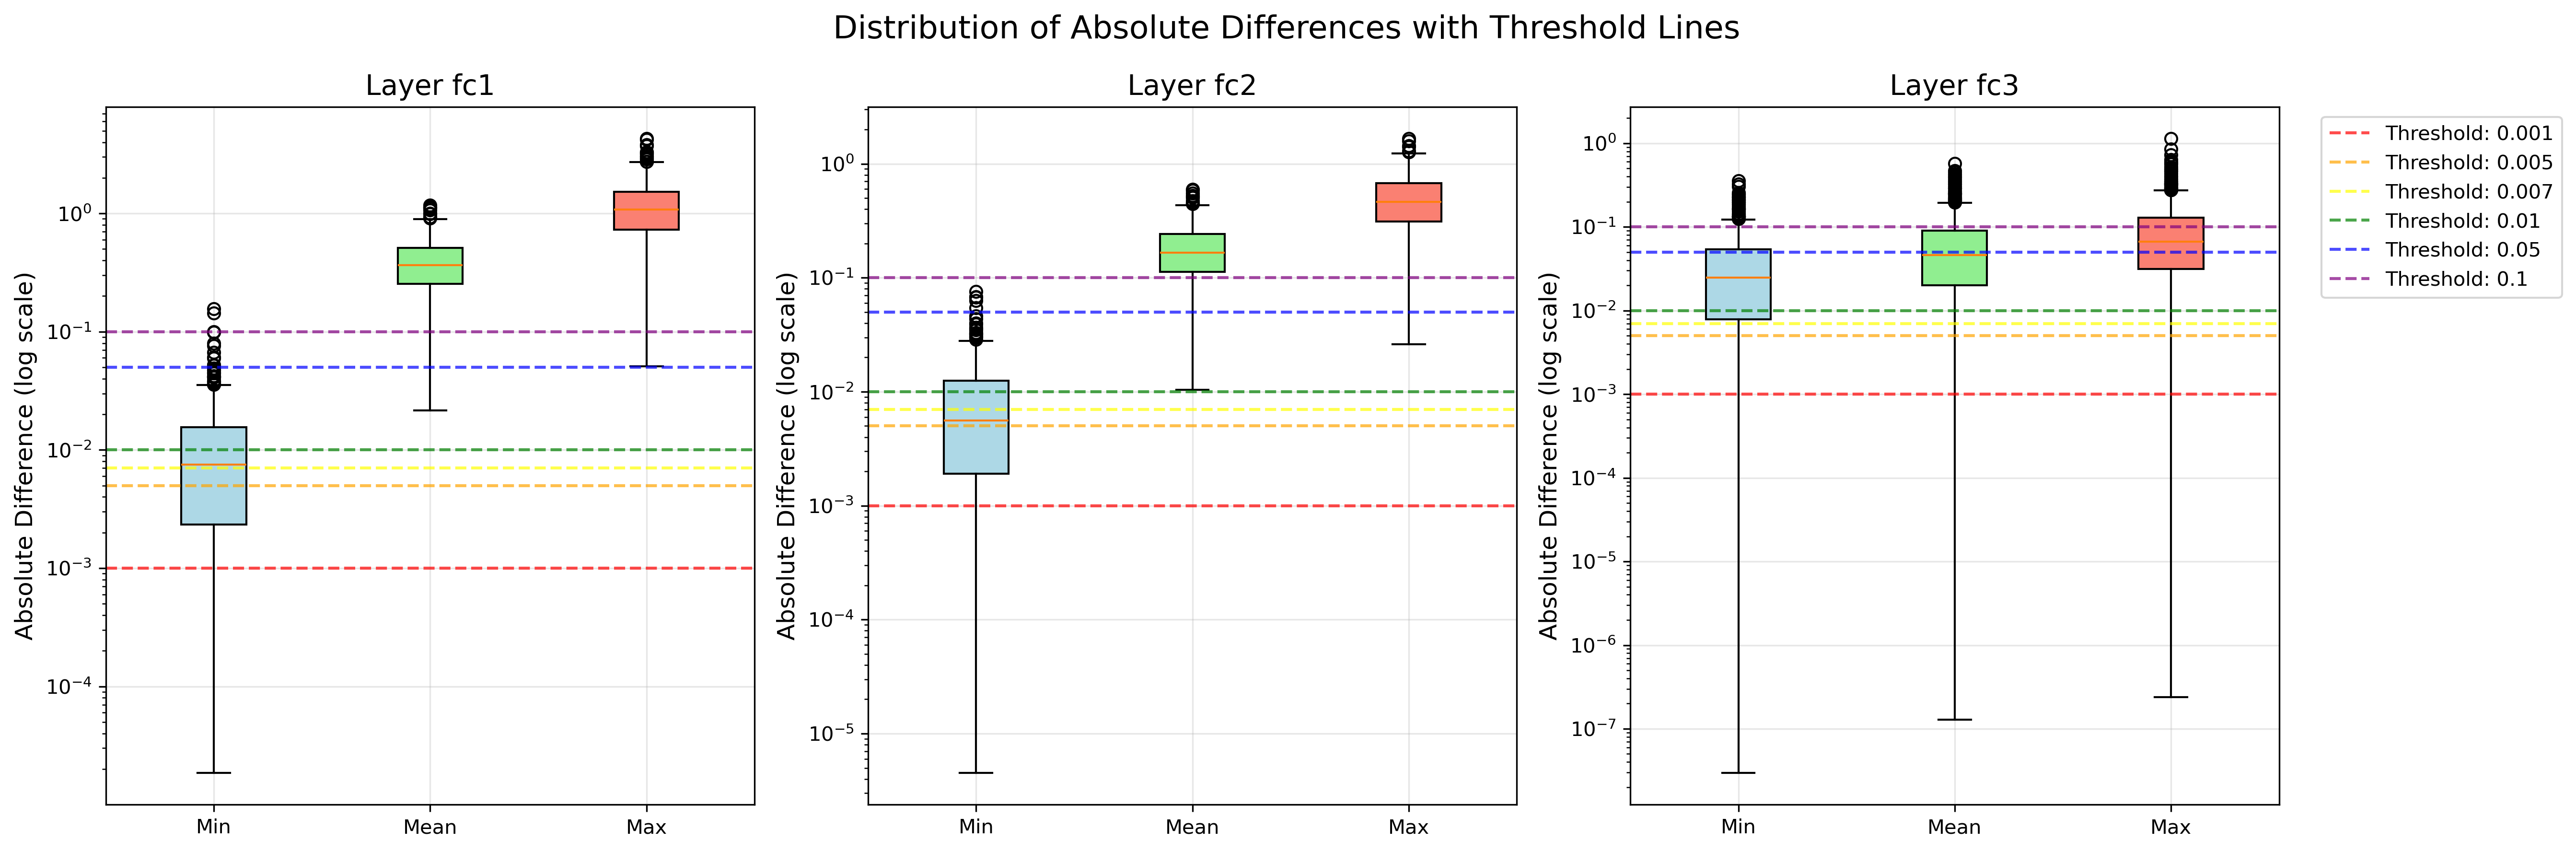 Distribution of Absolute Differences with Threshold Lines
Layer fc1
Absolute Difference (log scale)
10⁰
10⁻¹
10⁻²
10⁻³
10⁻⁴
Min Mean Max
Layer fc2
Absolute Difference (log scale)
10⁰
10⁻¹
10⁻²
10⁻³
10⁻⁴
10⁻⁵
Min Mean Max
Layer fc3
Absolute Difference (log scale)
10⁰
10⁻¹
10⁻²
10⁻³
10⁻⁴
10⁻⁵
10⁻⁶
10⁻⁷
Min Mean Max
Threshold: 0.001
Threshold: 0.005
Threshold: 0.007
Threshold: 0.01
Threshold: 0.05
Threshold: 0.1